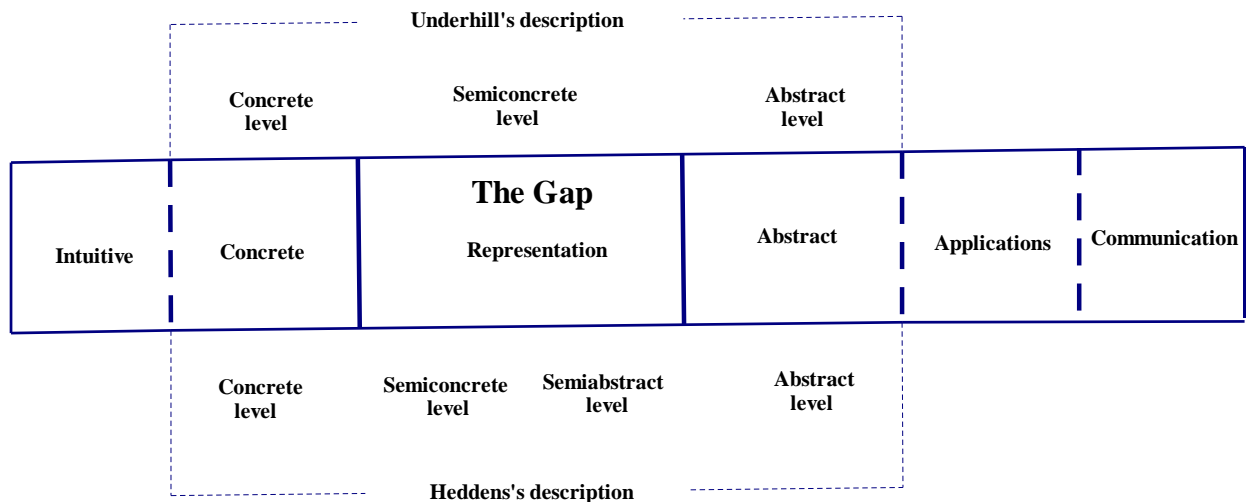 Underhill's description
Concrete
level
Semiconcrete
level
Abstract
level
The Gap
Intuitive
Concrete
Representation
Abstract
Applications
Communication
Concrete
level
Semiconcrete
level
Semiabstract
level
Abstract
level
Heddens's description